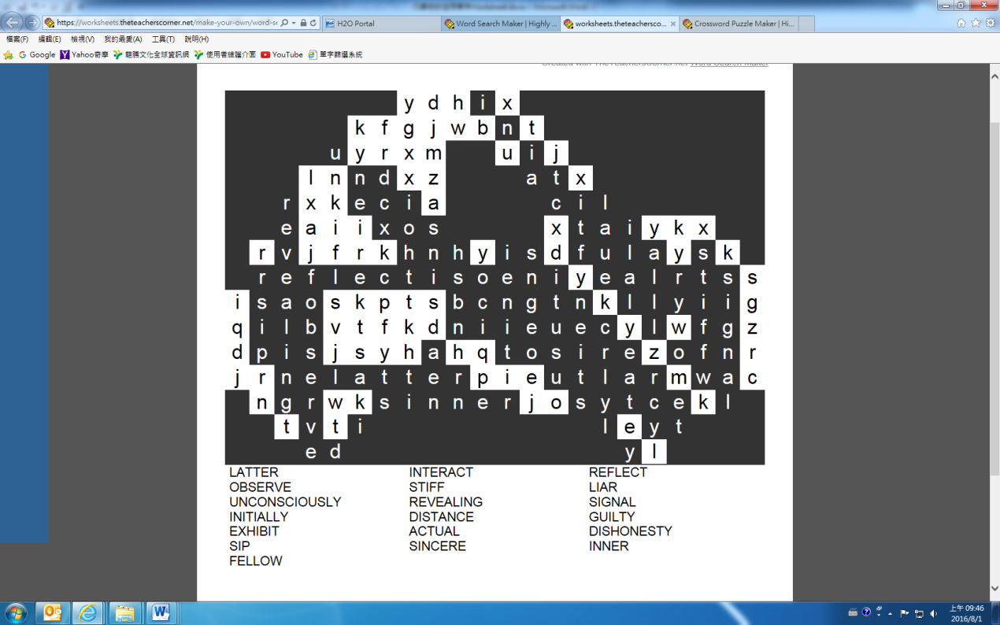 https://worksheets.theteacherscorner.net/make-your-own/word-se
H2O Portal
Word Search Maker | Highly ...
worksheets.theteachersco...
Crossword Puzzle Maker | Hi...
檔案(F) 編輯(E) 檢視(V) 我的最愛(A) 工具(T) 說明(H)
Google Yahoo奇摩 龍騰文化全球資訊網 使用者維護介面 YouTube 單字篩選系統
Created with TheTeachersCorner.net Word Search Maker
y d h i x
k f g j w b n t
u y r x m u i j
l n n d x z a t x
r x k e c i a c i l
e a i i x o s x t a i y k x
r v j f r k h n h y i s d f u l a y s k
r e f l e c t i s o e n i y e a l r t s s
i s a o s k p t s b c n g t n k l l y i i g
q i l b v t f k d n i i e u e c y l w f g z
d p i s j s y h a h q t o s i r e z o f n r
j r n e l a t t e r p i e u t l a r m w a c
n g r w k s i n n e r j o s y t c e k l
t v t i l e y t
e d y l
LATTER INTERACT REFLECT
OBSERVE STIFF LIAR
UNCONSCIOUSLY REVEALING SIGNAL
INITIALLY DISTANCE GUILTY
EXHIBIT ACTUAL DISHONESTY
SIP SINCERE INNER
FELLOW
上午 09:46
2016/8/1